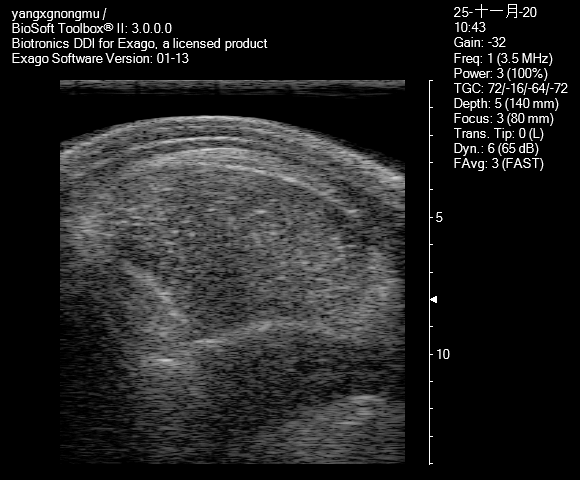 yangxgnongmu /
BioSoft Toolbox® II: 3.0.0.0
Biotronics DDI for Exago, a licensed product
Exago Software Version: 01-13
25-十一月-20
10:43
Gain: -32
Freq: 1 (3.5 MHz)
Power: 3 (100%)
TGC: 72/-16/-64/-72
Depth: 5 (140 mm)
Focus: 3 (80 mm)
Trans. Tip: 0 (L)
Dyn.: 6 (65 dB)
FAvg: 3 (FAST)
5
10